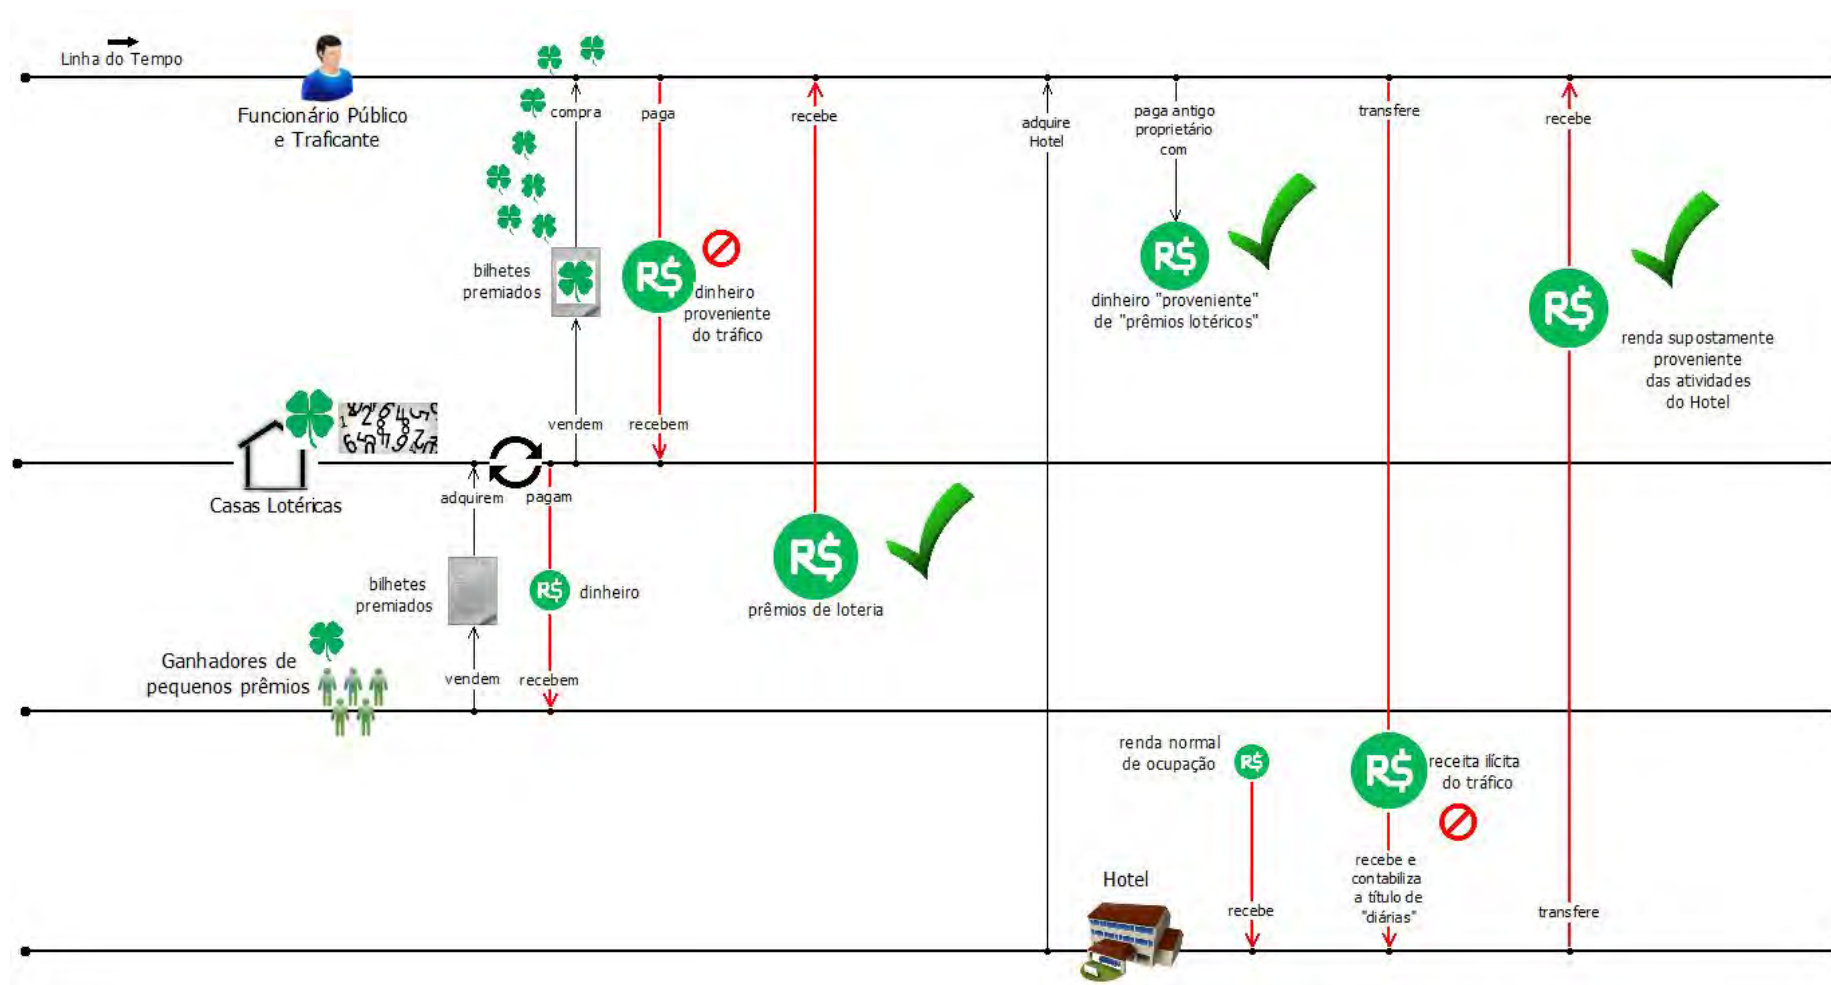 Linha do Tempo
Funcionário Público
e Traficante
compra
paga
recebe
adquire
Hotel
paga antigo
proprietário
com
transfere
recebe
bilhetes
premiados
R$
dinheiro
proveniente
do tráfico
R$
dinheiro "proveniente"
de "prêmios lotéricos"
R$
renda supostamente
proveniente
das atividades
do Hotel
vendem
recebem
Casas Lotéricas
adquirem
pagam
bilhetes
premiados
R$
dinheiro
R$
prêmios de loteria
Ganhadores de
pequenos prêmios
vendem
recebem
renda normal
de ocupação
R$
R$
receita ilícita
do tráfico
Hotel
recebe
recebe e
contabiliza
a título de
"diárias"
transfere